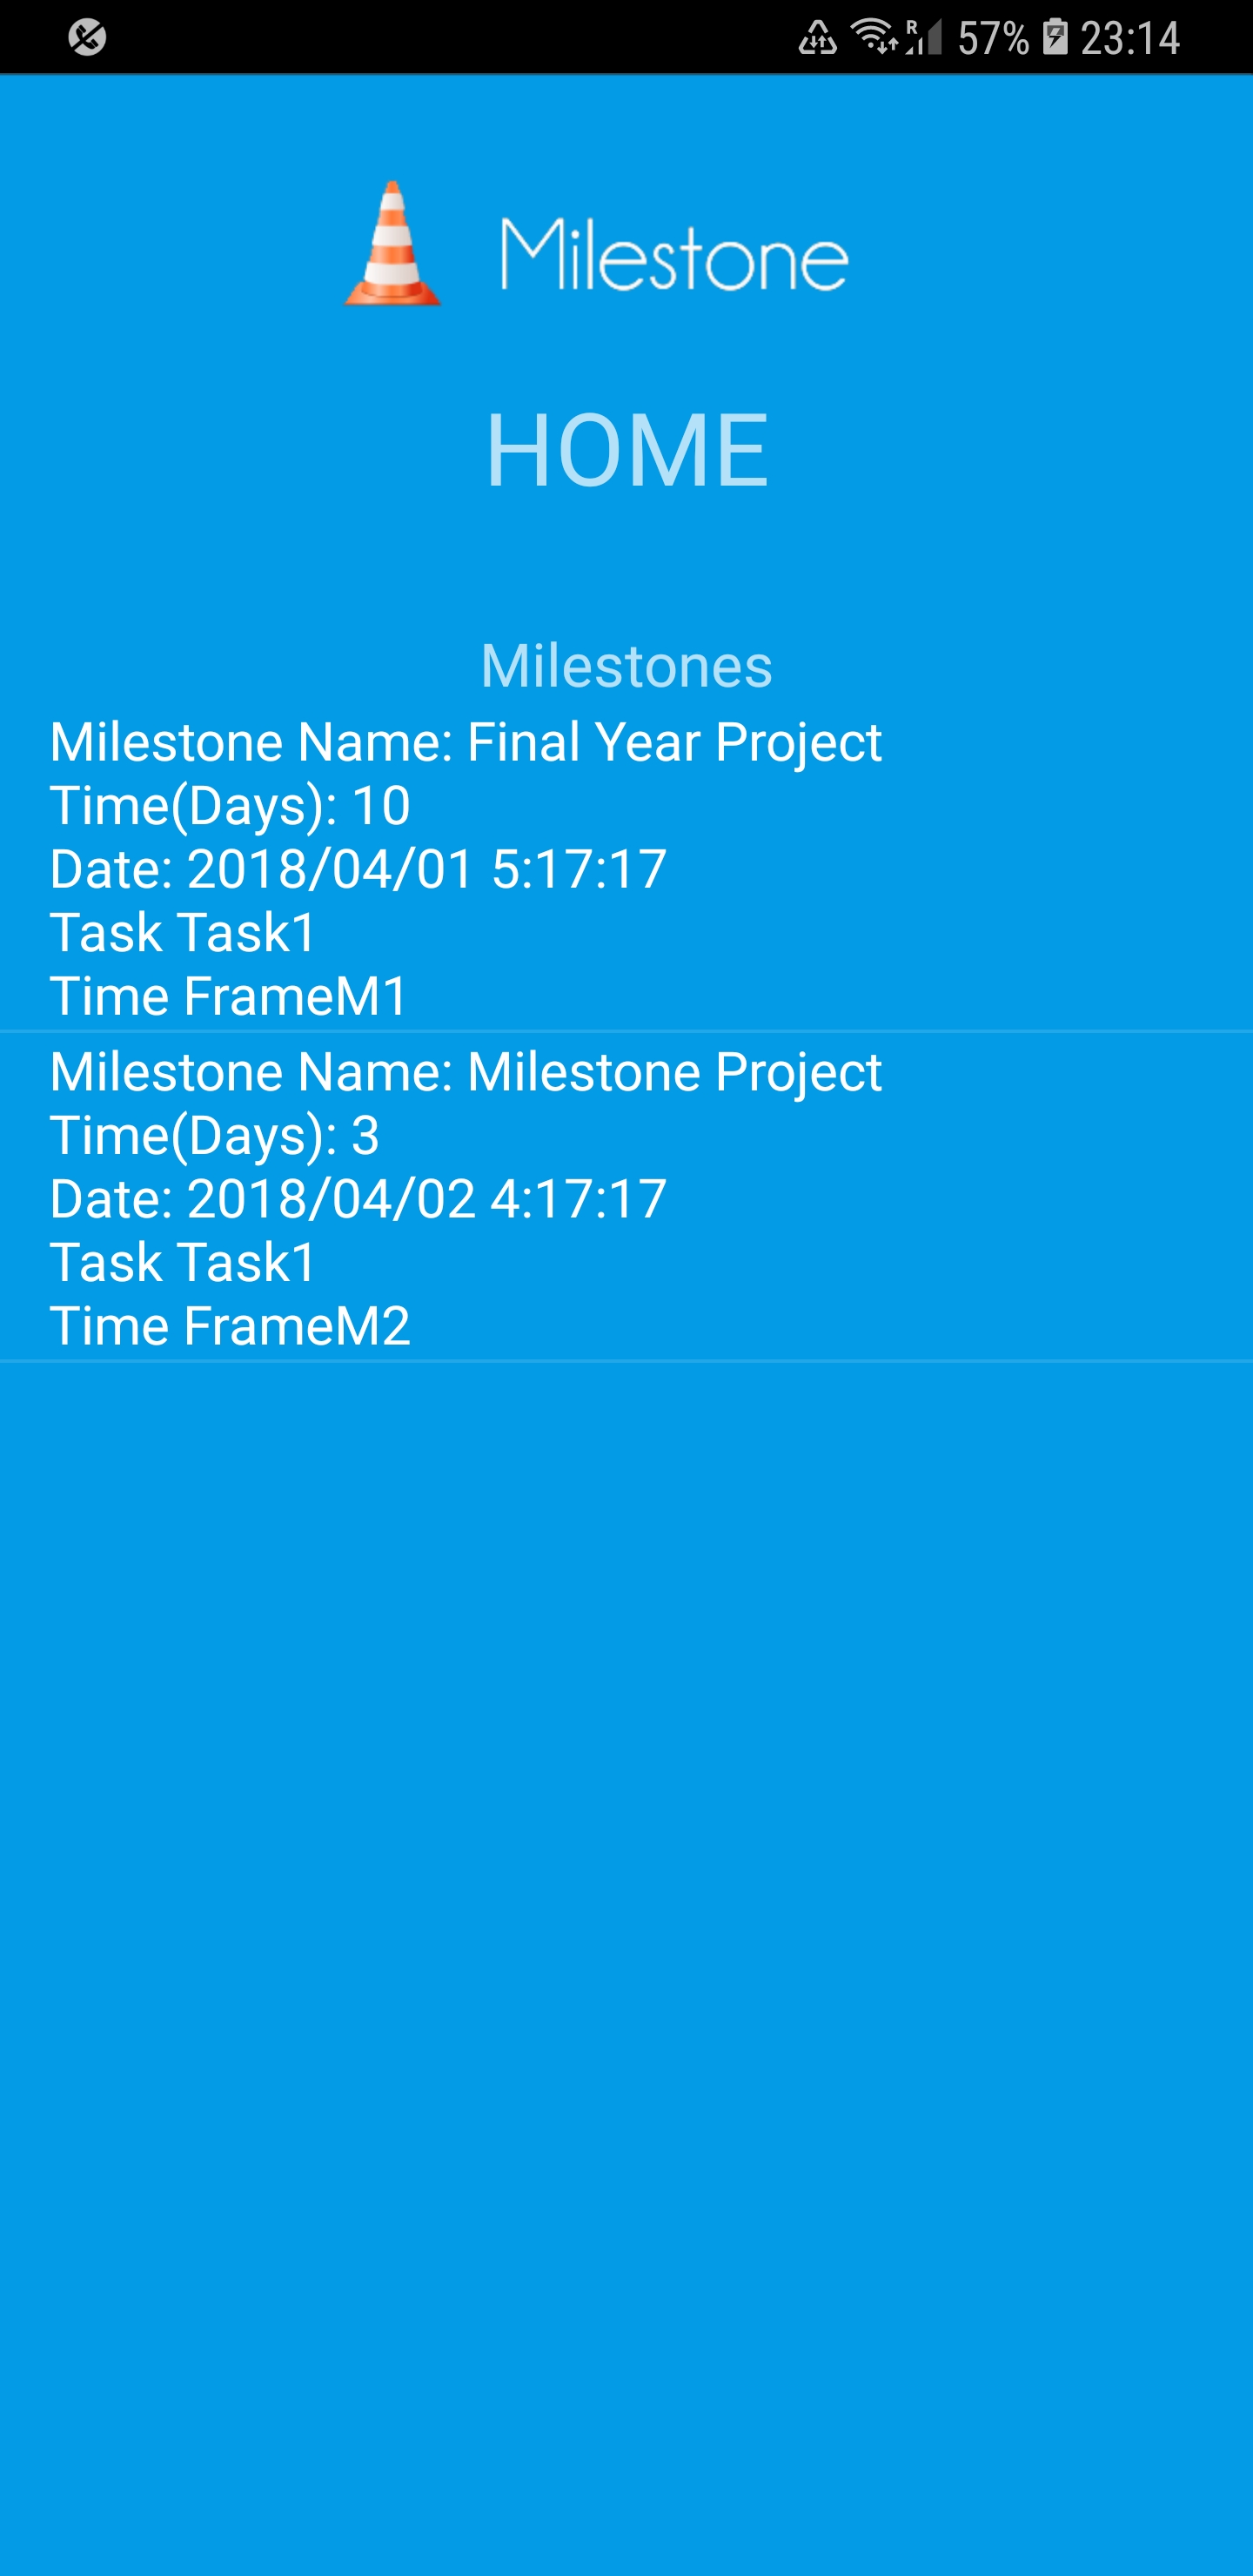 57% 23:14
Milestone
HOME
Milestones
Milestone Name: Final Year Project
Time(Days): 10
Date: 2018/04/01 5:17:17
Task Task1
Time FrameM1
Milestone Name: Milestone Project
Time(Days): 3
Date: 2018/04/02 4:17:17
Task Task1
Time FrameM2